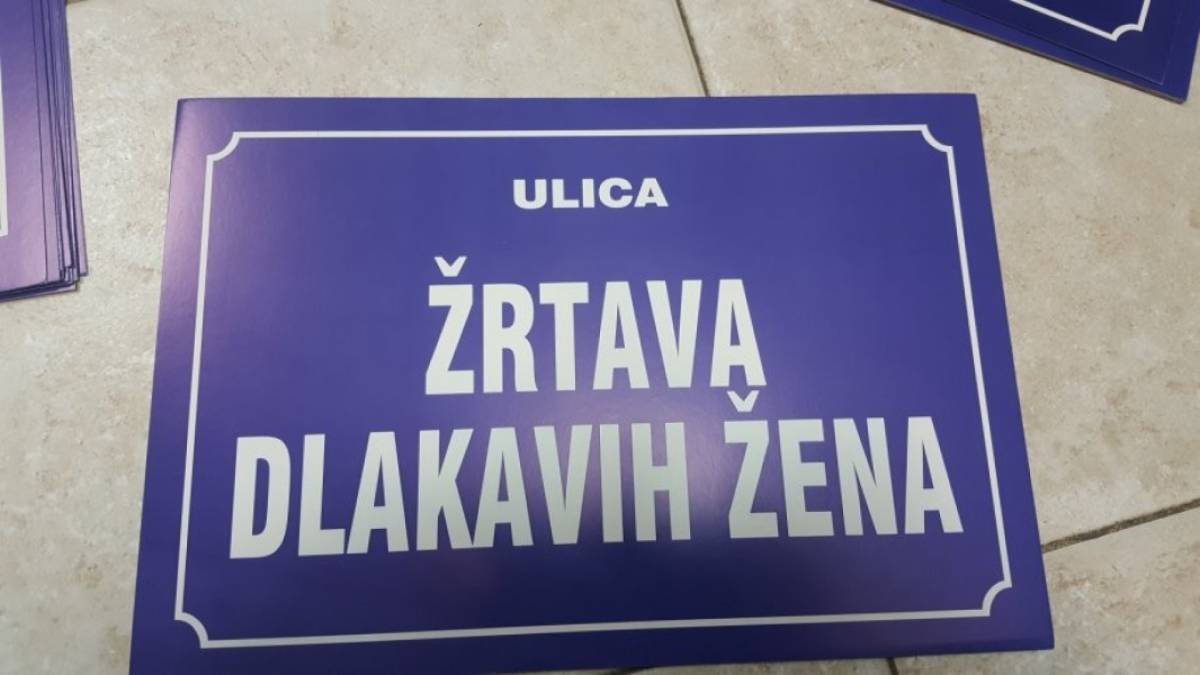 ULICA
ŽRTAVA
DLAKAVIH ŽENA